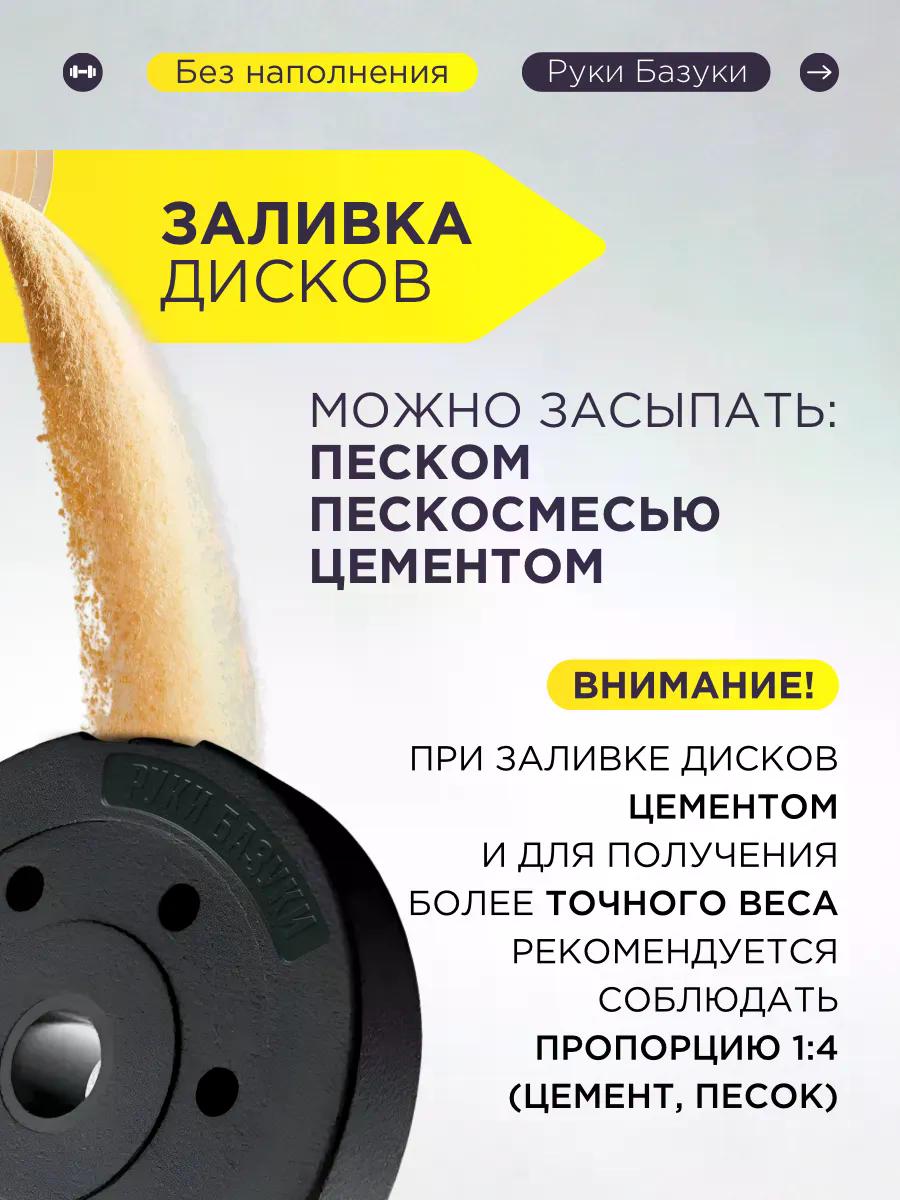 Без наполнения
Руки Базуки
ЗАЛИВКА
ДИСКОВ
МОЖНО ЗАСЫПАТЬ:
ПЕСКОМ
ПЕСКОСМЕСЬЮ
ЦЕМЕНТОМ
ВНИМАНИЕ!
ПРИ ЗАЛИВКЕ ДИСКОВ
ЦЕМЕНТОМ
И ДЛЯ ПОЛУЧЕНИЯ
БОЛЕЕ ТОЧНОГО ВЕСА
РЕКОМЕНДУЕТСЯ
СОБЛЮДАТЬ
ПРОПОРЦИЮ 1:4
(ЦЕМЕНТ, ПЕСОК)
РУКИ БАЗУКИ